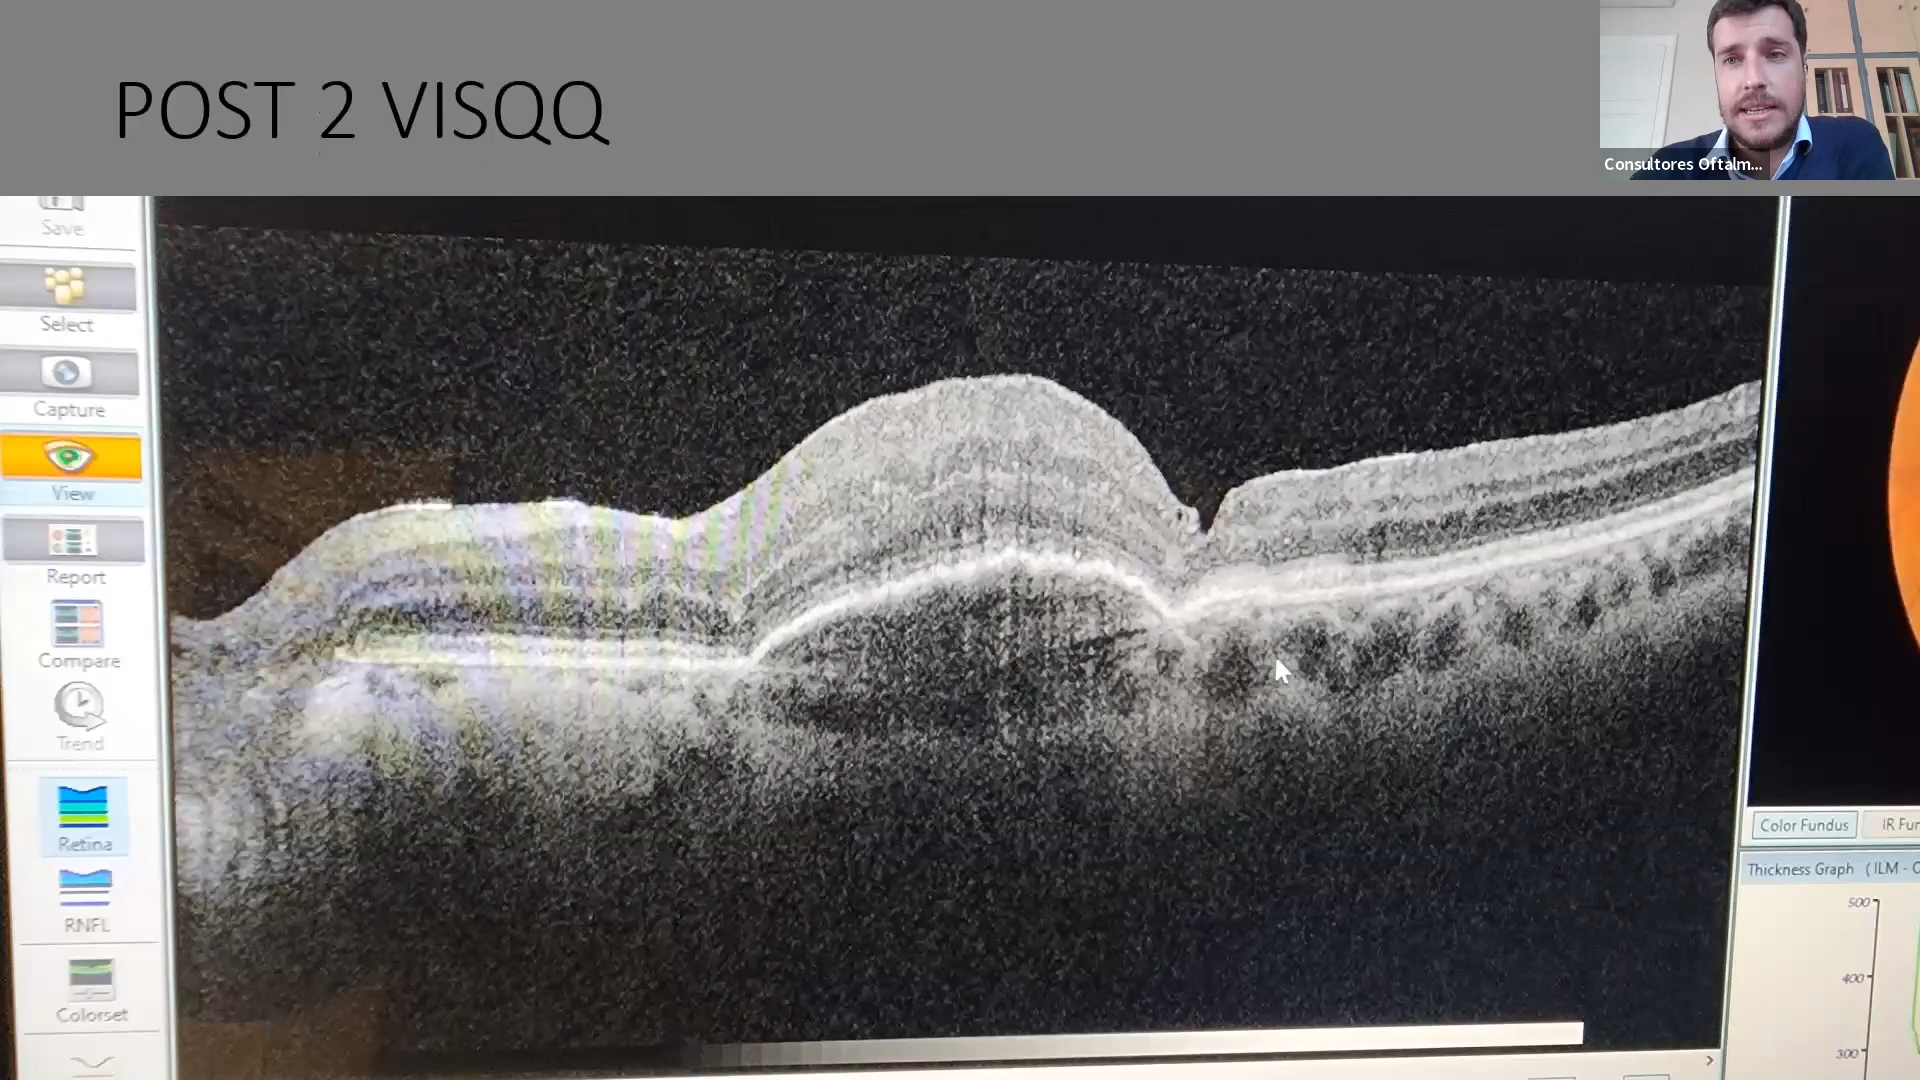 POST 2 VISQQ
Consultores Oftalm...
Save
Select
Capture
View
Report
Compare
Trend
Retina
RNFL
Colorset
Color Fundus
IR Fun
Thickness Graph ( ILM - O
500
400
300